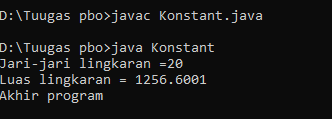 D:\Tuugas pbo>javac Konstant.java
D:\Tuugas pbo>java Konstant
Jari-jari lingkaran =20
Luas lingkaran = 1256.6001
Akhir program